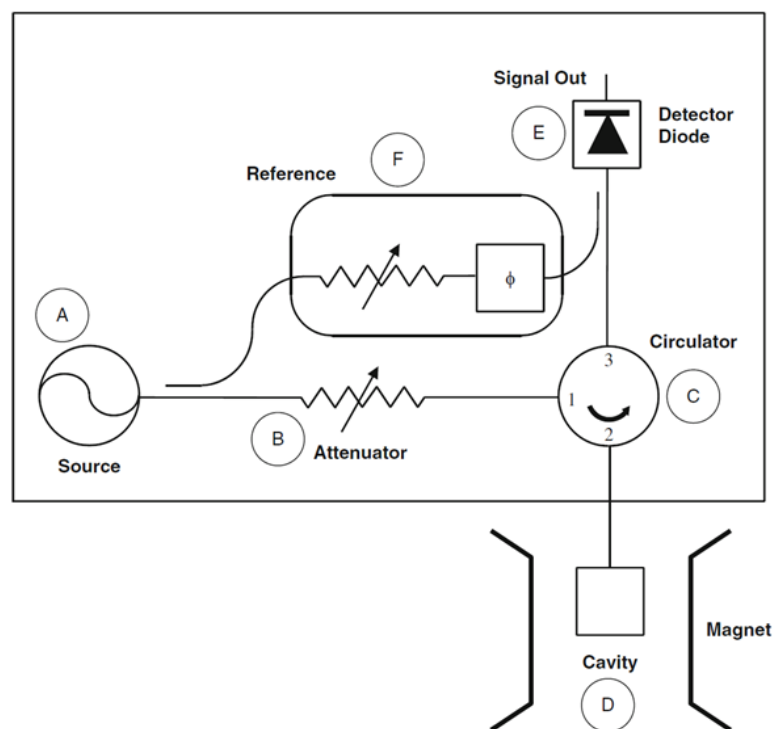 Signal Out
Detector
Diode
E
F
Reference
ϕ
A
Circulator
3
1
C
2
B
Attenuator
Source
Magnet
Cavity
D